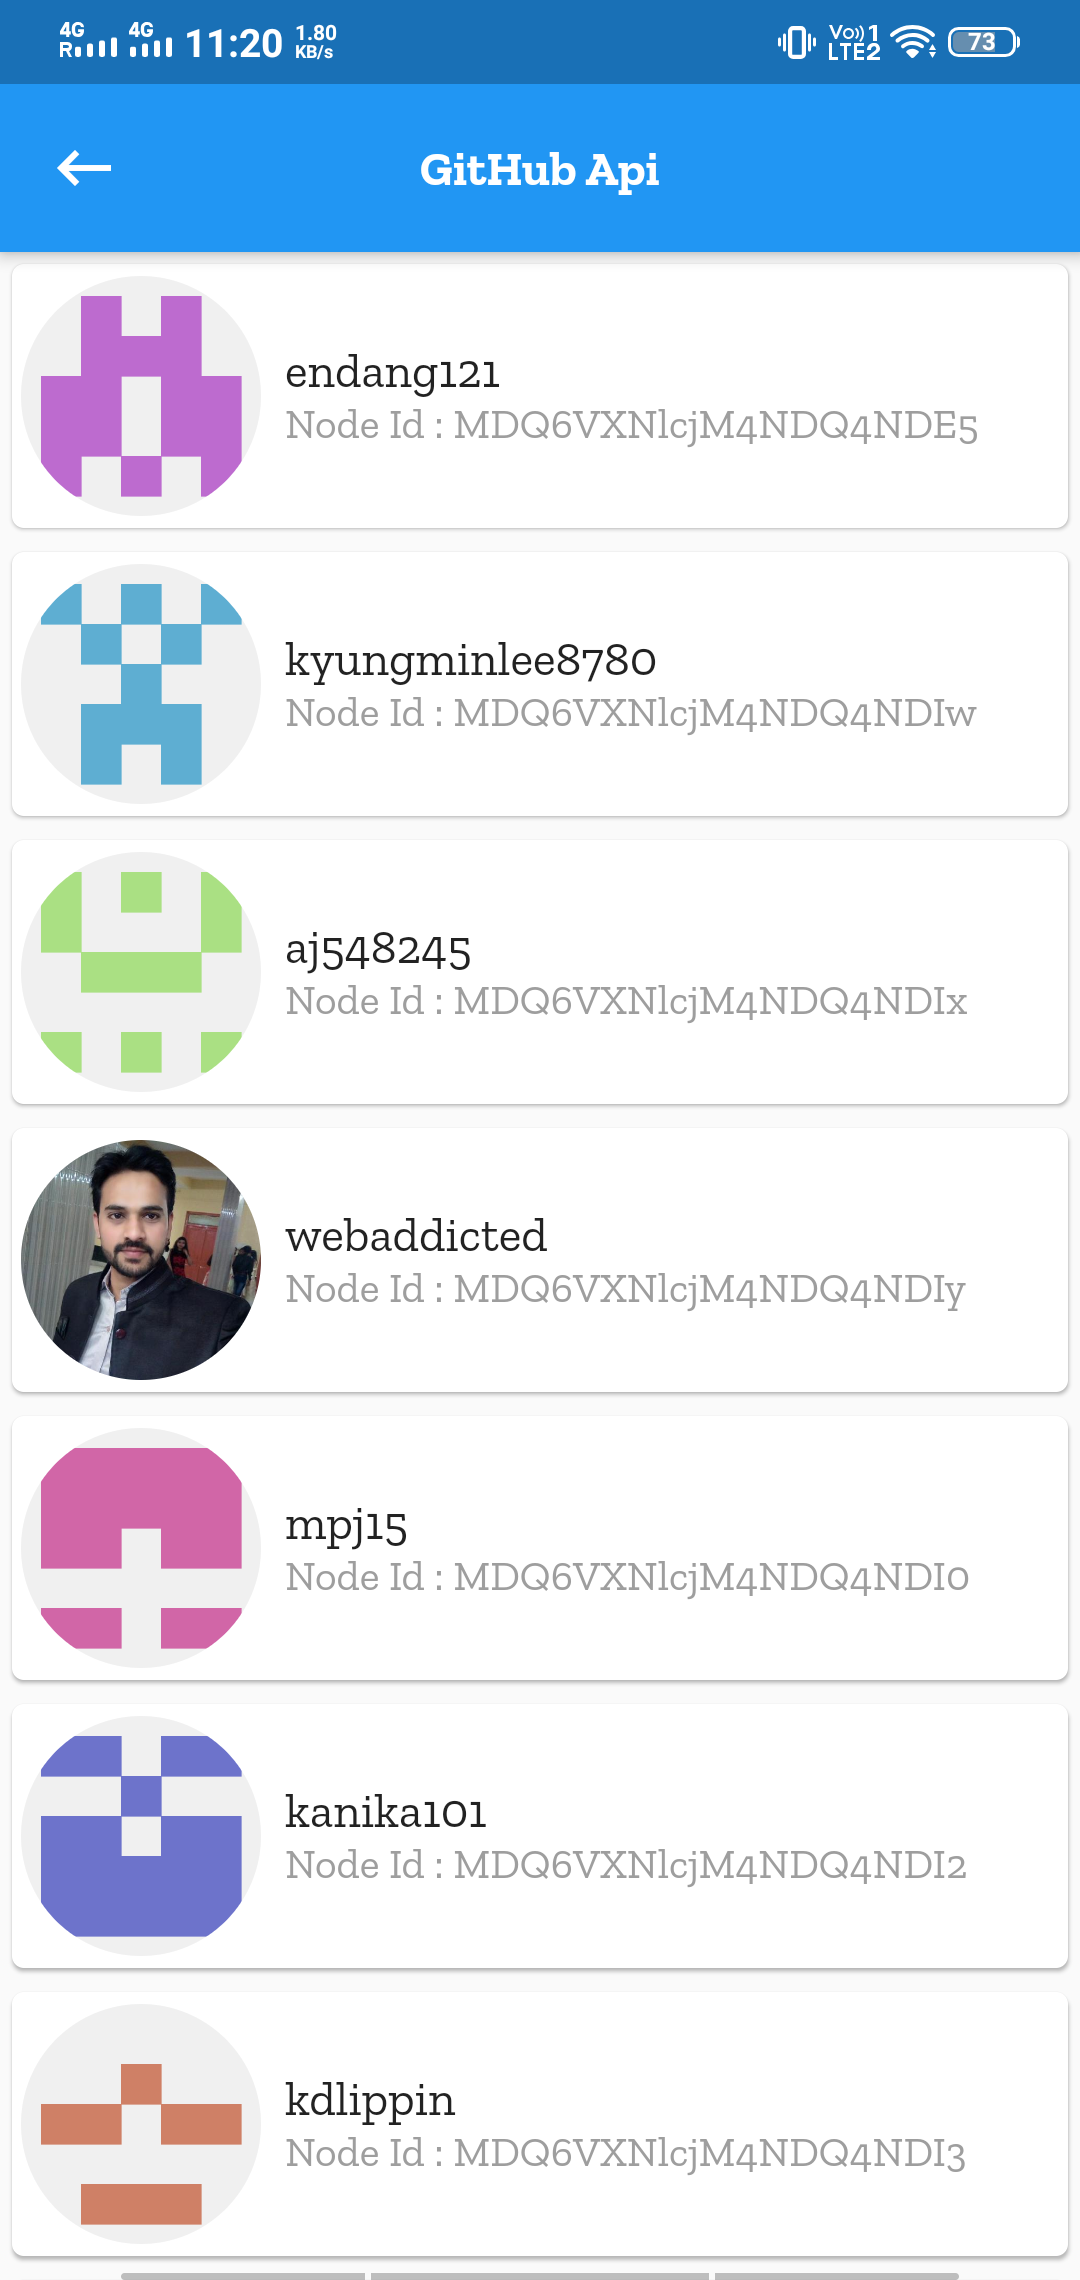 4G R 4G 11:20 1.80 KB/s Vo)) 1 LTE2 73
GitHub Api
endang121
Node Id : MDQ6VXNlcjM4NDQ4NDE5
kyungminlee8780
Node Id : MDQ6VXNlcjM4NDQ4NDIw
aj548245
Node Id : MDQ6VXNlcjM4NDQ4NDIx
webaddicted
Node Id : MDQ6VXNlcjM4NDQ4NDIy
mpj15
Node Id : MDQ6VXNlcjM4NDQ4NDI0
kanika101
Node Id : MDQ6VXNlcjM4NDQ4NDI2
kdlippin
Node Id : MDQ6VXNlcjM4NDQ4NDI3